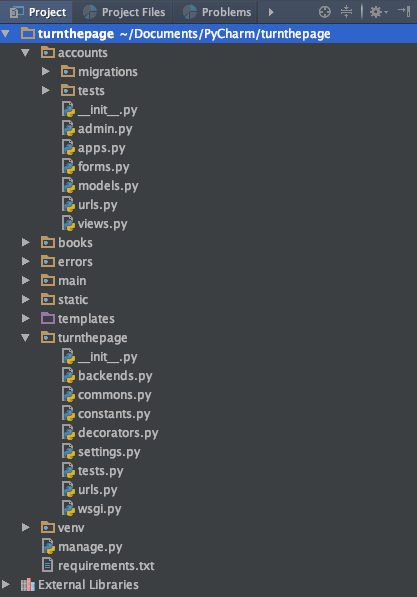 Project Project Files Problems
turnthepage ~/Documents/PyCharm/turnthepage
accounts
migrations
tests
__init__.py
admin.py
apps.py
forms.py
models.py
urls.py
views.py
books
errors
main
static
templates
turnthepage
__init__.py
backends.py
commons.py
constants.py
decorators.py
settings.py
tests.py
urls.py
wsgi.py
venv
manage.py
requirements.txt
External Libraries